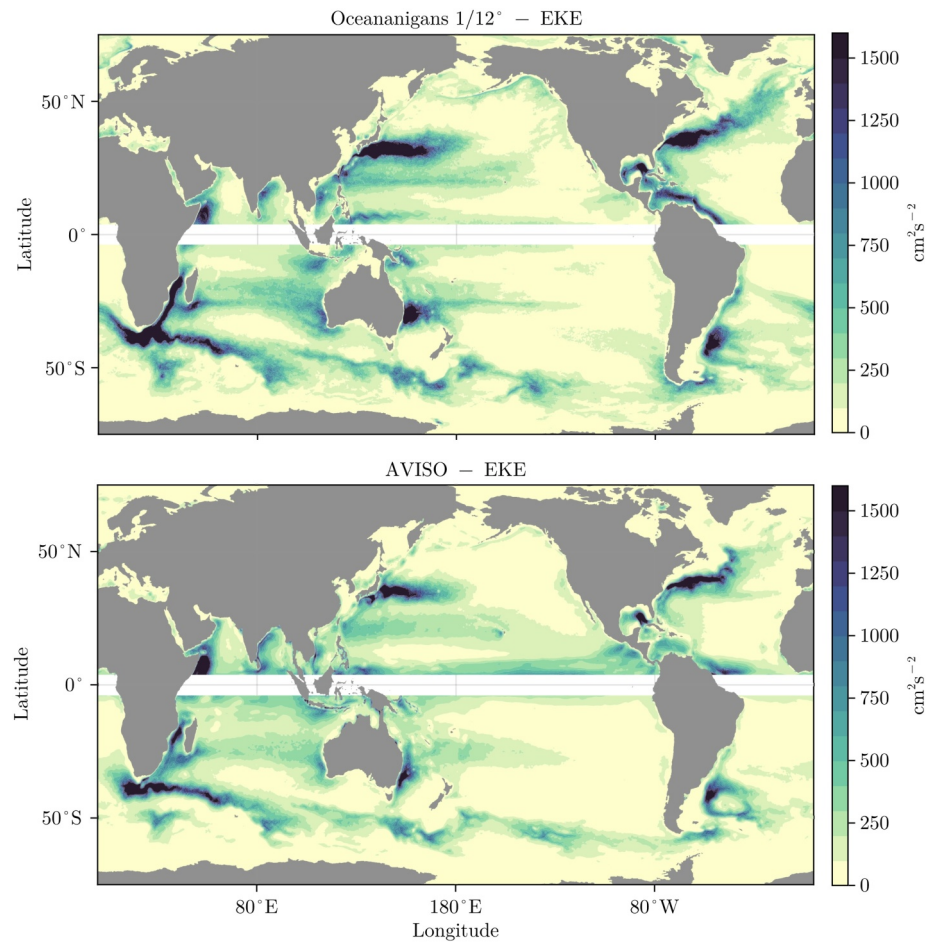 Oceananigans 1/12° − EKE
50°N
0°
50°S
Latitude
1500
1250
1000
750
500
250
0
cm²s⁻²
AVISO − EKE
50°N
0°
50°S
Latitude
80°E
180°W
80°W
Longitude
1500
1250
1000
750
500
250
0
cm²s⁻²